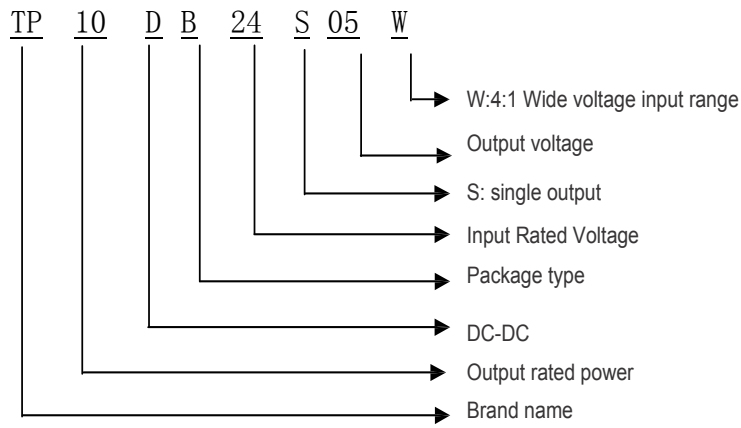 TP 10 D B 24 S 05 W
W:4:1 Wide voltage input range
Output voltage
S: single output
Input Rated Voltage
Package type
DC-DC
Output rated power
Brand name